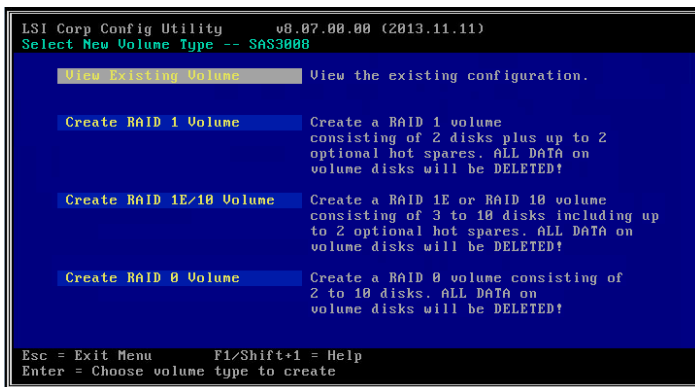 LSI Corp Config Utility v8.07.00.00 (2013.11.11)
Select New Volume Type -- SAS3008
View Existing Volume View the existing configuration.
Create RAID 1 Volume Create a RAID 1 volume
consisting of 2 disks plus up to 2
optional hot spares. ALL DATA on
volume disks will be DELETED!
Create RAID 1E/10 Volume Create a RAID 1E or RAID 10 volume
consisting of 3 to 10 disks including up
to 2 optional hot spares. ALL DATA on
volume disks will be DELETED!
Create RAID 0 Volume Create a RAID 0 volume consisting of
2 to 10 disks. ALL DATA on
volume disks will be DELETED!
Esc = Exit Menu F1/Shift+1 = Help
Enter = Choose volume type to create